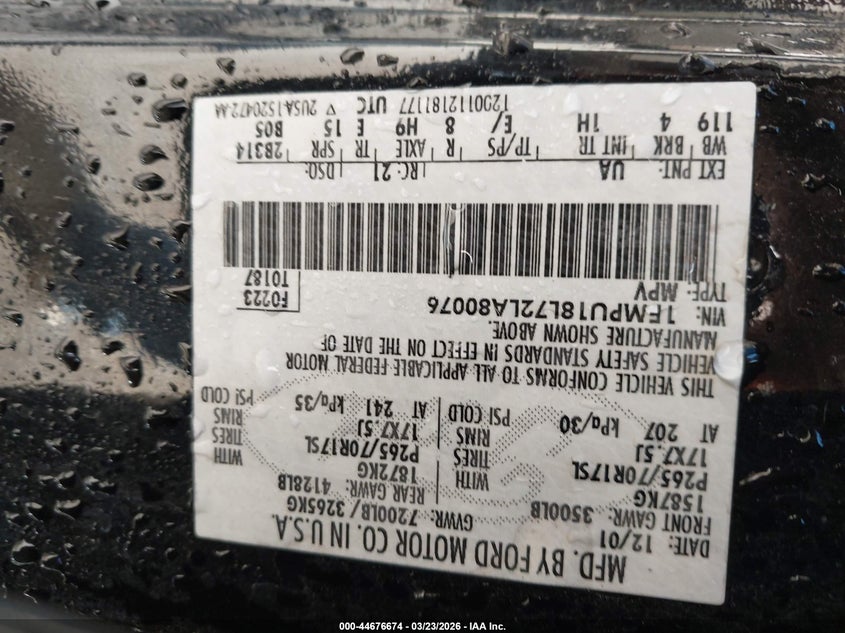 MFD. BY FORD MOTOR CO. IN U.S.A.
DATE: 12/01 GVWR: 7200LB/ 3265KG
FRONT GAWR: 3500LB REAR GAWR: 4128LB
1587KG 1872KG
P265/70R17SL WITH TIRES P265/70R17SL WITH TIRES
17X7.5J RINS 17X7.5J RINS
AT 207 kPa/30 PSI COLD AT 241 kPa/35 PSI COLD
THIS VEHICLE CONFORMS TO ALL APPLICABLE FEDERAL MOTOR
VEHICLE SAFETY STANDARDS IN EFFECT ON THE DATE OF
MANUFACTURE SHOWN ABOVE.
VIN: 1FMPU18L72LA80076
TYPE: MPV
F0223
T0187
EXT PNT: UA RC: 21 DSO:
WB BRK INT TR TP/PS R AXLE TR SPR 2B314
119 4 1H E/ 8 H9 E 15 B05
120011218177 UTC ▽ 2U5A1520472AA
000-44676674 | 03/23/2026 - IAA Inc.